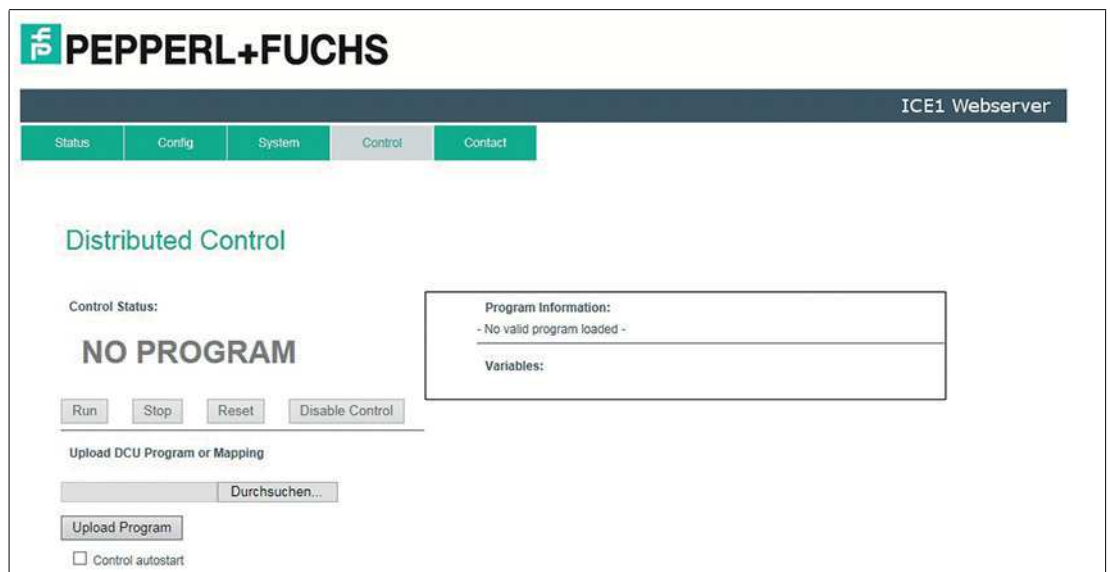 PEPPERL+FUCHS
ICE1 Webserver
Status Config System Control Contact
Distributed Control
Control Status:
NO PROGRAM
Run Stop Reset Disable Control
Program Information:
- No valid program loaded -
Variables:
Upload DCU Program or Mapping
Durchsuchen...
Upload Program
Control autostart